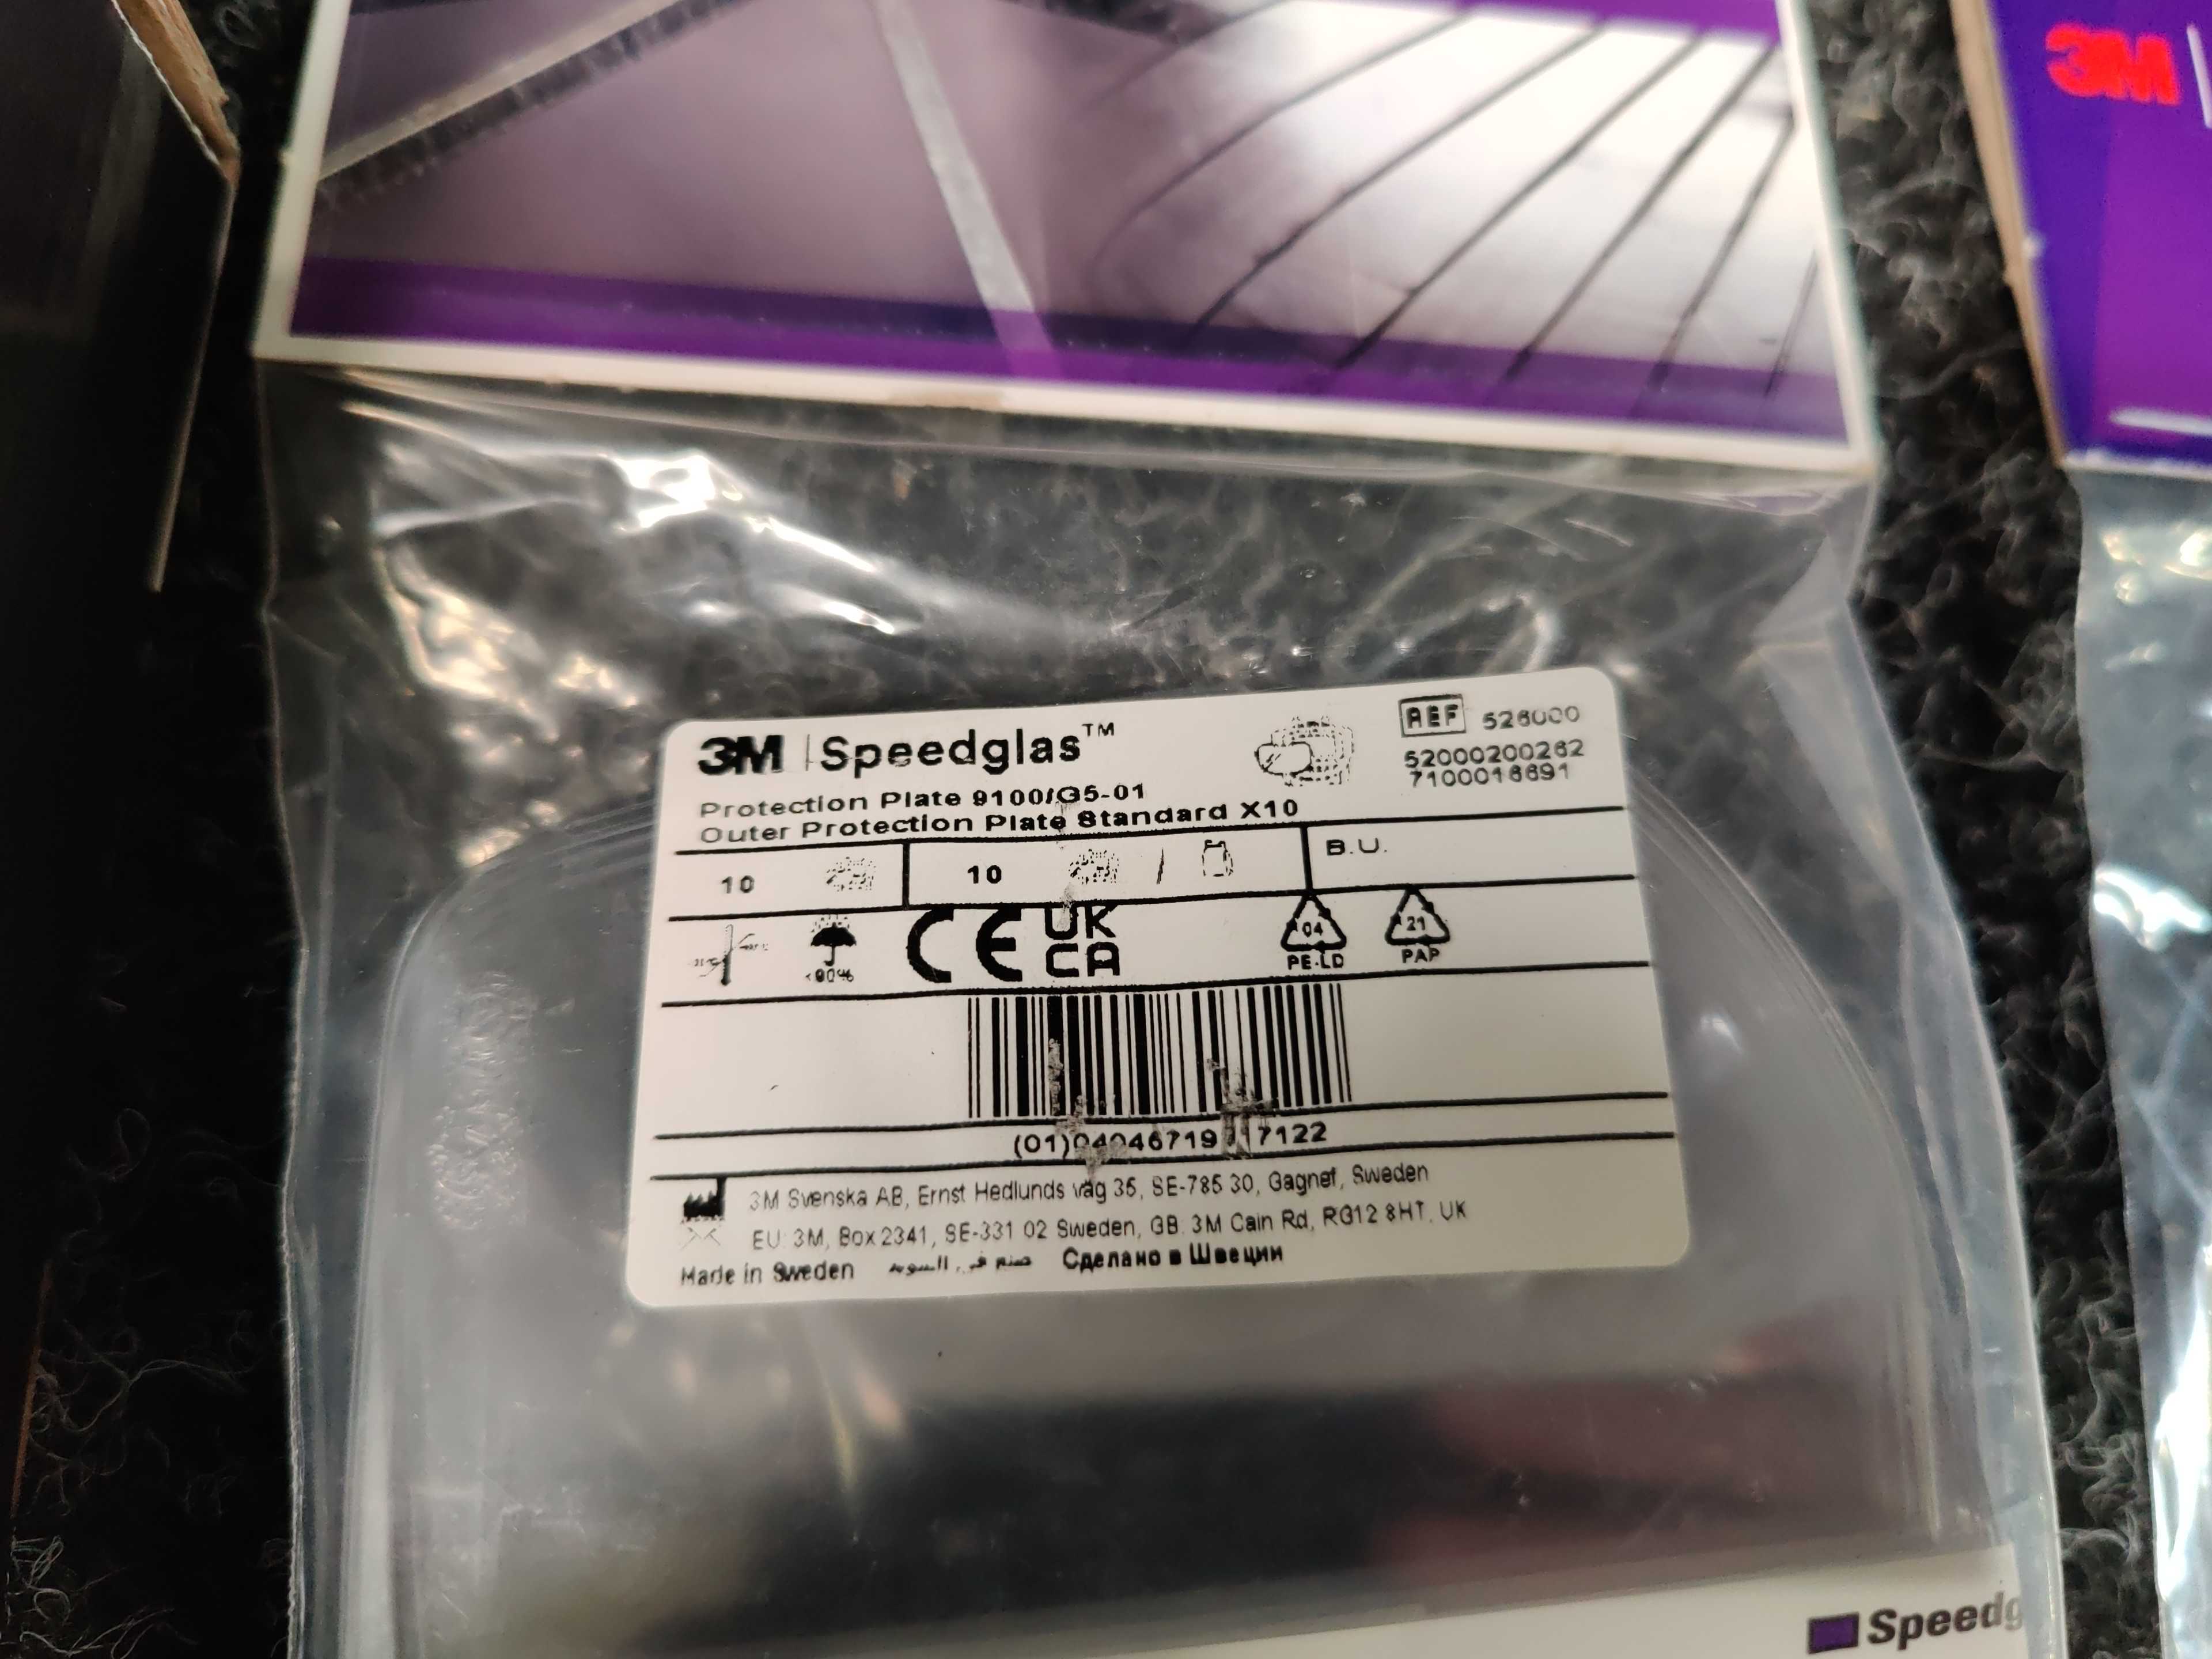 3M
3M | Speedglas™
REF 526000
52000200262
7100016691
Protection Plate 9100/G5-01
Outer Protection Plate Standard X10
10
10 /
B.U.
<90%
CE
UK
CA
04
PE-LD
21
PAP
3M Svenska AB, Ernst Hedlunds väg 35, SE-785 30, Gagnef, Sweden
EU: 3M, Box 2341, SE-331 02 Sweden, GB: 3M Cain Rd, RG12 8HT, UK
Made in Sweden صنع في السويد Сделано в Швеции